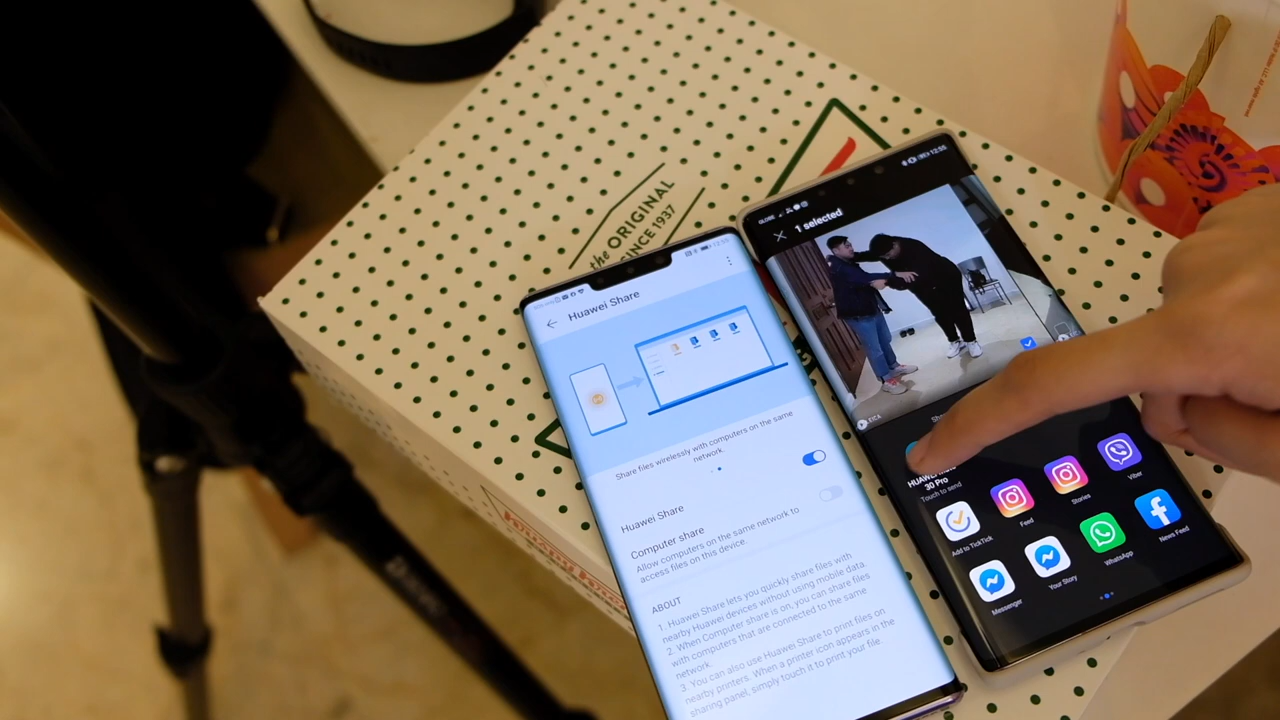 the ORIGINAL
SINCE 1937
Huawei Share
Share files wirelessly with computers on the same
network.
Huawei Share
Computer share
Allow computers on the same network to
access files on this device.
ABOUT
1. Huawei Share lets you quickly share files with
nearby Huawei devices without using mobile data.
2. When Computer share is on, you can share files
with computers that are connected to the same
network.
3. You can also use Huawei Share to print files on
nearby printers. When a printer icon appears in the
sharing panel, simply touch it to print your file.
GLOBE
12:55
1 selected
30 Pro
Touch to send
Add to TickTick
Feed
Stories
Viber
Messenger
Your Story
WhatsApp
News Feed